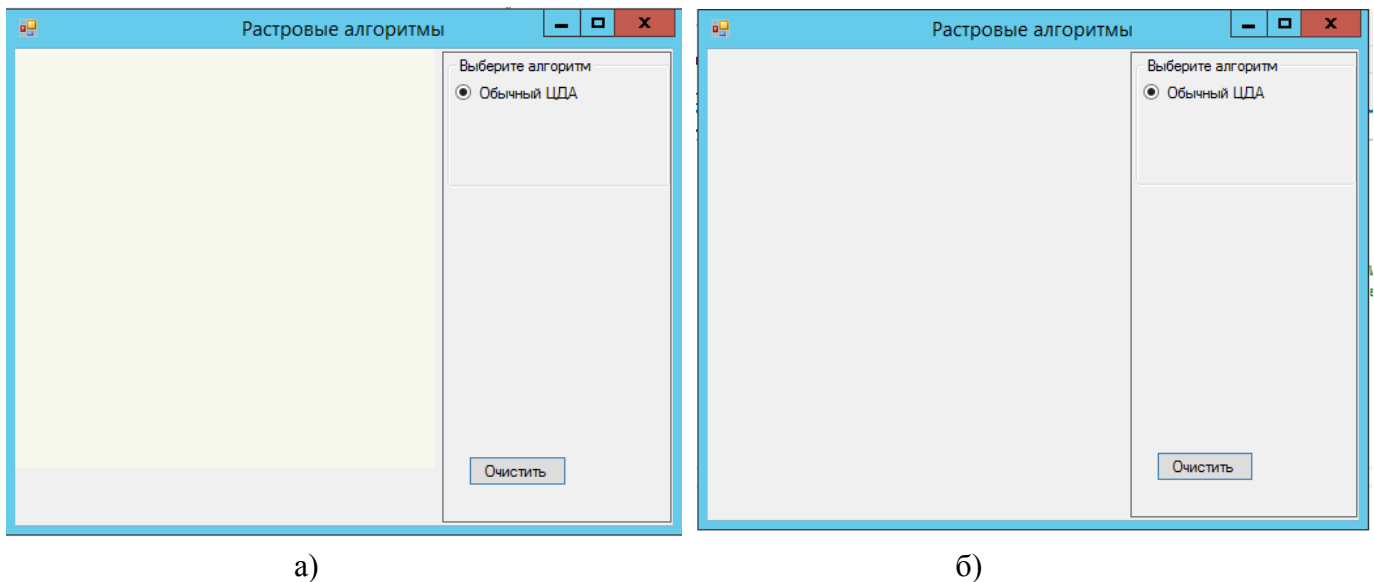 Растровые алгоритмы
Выберите алгоритм
Обычный ЦДА
Очистить
а)
Растровые алгоритмы
Выберите алгоритм
Обычный ЦДА
Очистить
б)